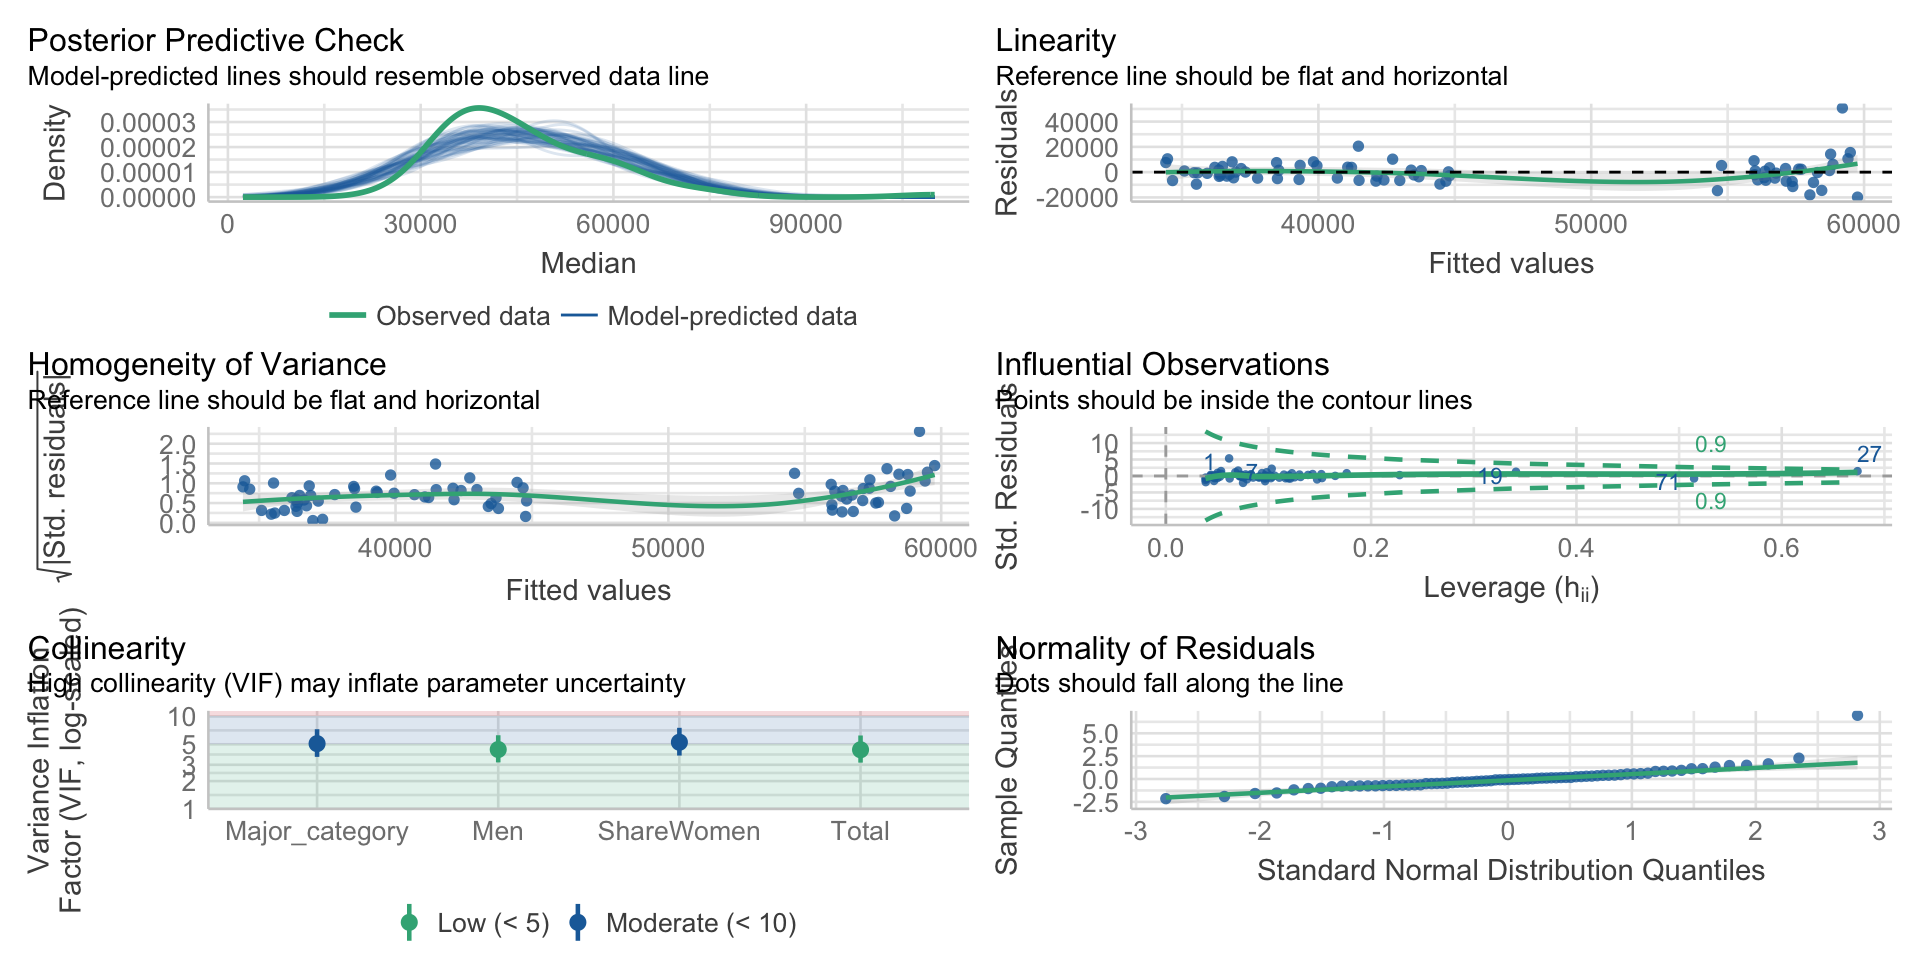 Posterior Predictive Check
Model-predicted lines should resemble observed data line
Density
0.00003
0.00002
0.00001
0.00000
0
30000
60000
90000
Median
Observed data
Model-predicted data
Linearity
Reference line should be flat and horizontal
Residuals
40000
20000
0
-20000
40000
50000
60000
Fitted values
Homogeneity of Variance
Reference line should be flat and horizontal
√|Std. residuals|
2.0
1.5
1.0
0.5
0.0
40000
50000
60000
Fitted values
Influential Observations
Points should be inside the contour lines
Std. Residuals
10
5
0
-5
-10
0.9
0.9
1
7
19
71
27
0.0
0.2
0.4
0.6
Leverage (hii)
Collinearity
High collinearity (VIF) may inflate parameter uncertainty
Variance Inflation
Factor (VIF, log-scaled)
10
5
3
2
1
Major_category
Men
ShareWomen
Total
Low (< 5)
Moderate (< 10)
Normality of Residuals
Dots should fall along the line
Sample Quantiles
5.0
2.5
0.0
-2.5
-3
-2
-1
0
1
2
3
Standard Normal Distribution Quantiles